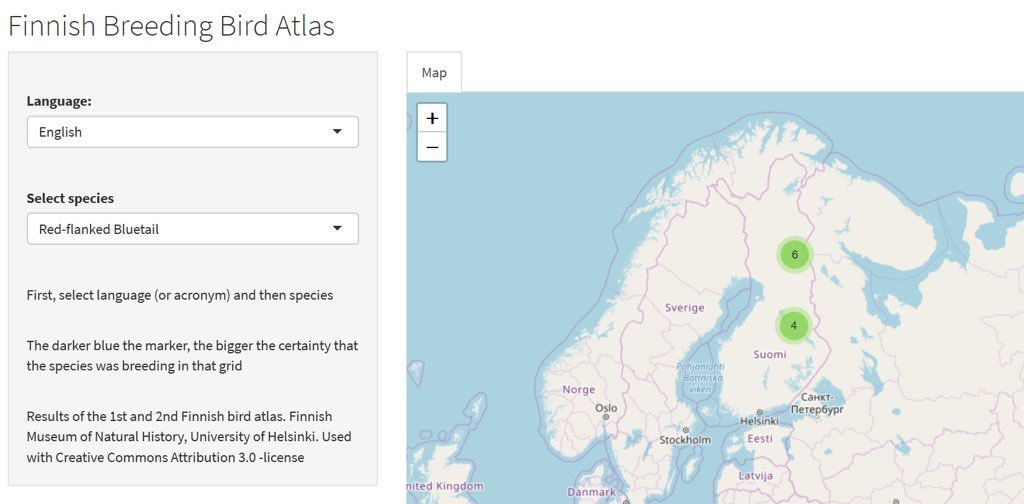 Finnish Breeding Bird Atlas
Language:
English
Select species
Red-flanked Bluetail
First, select language (or acronym) and then species
The darker blue the marker, the bigger the certainty that
the species was breeding in that grid
Results of the 1st and 2nd Finnish bird atlas. Finnish
Museum of Natural History, University of Helsinki. Used
with Creative Commons Attribution 3.0 -license
Map
+
−
6
4
Sverige
Suomi
Pohjanlahti
- Bottniska
viken
Norge
Oslo
Санкт-
Петербург
Helsinki
Stockholm
Eesti
Latvija
nited Kingdom
Danmark